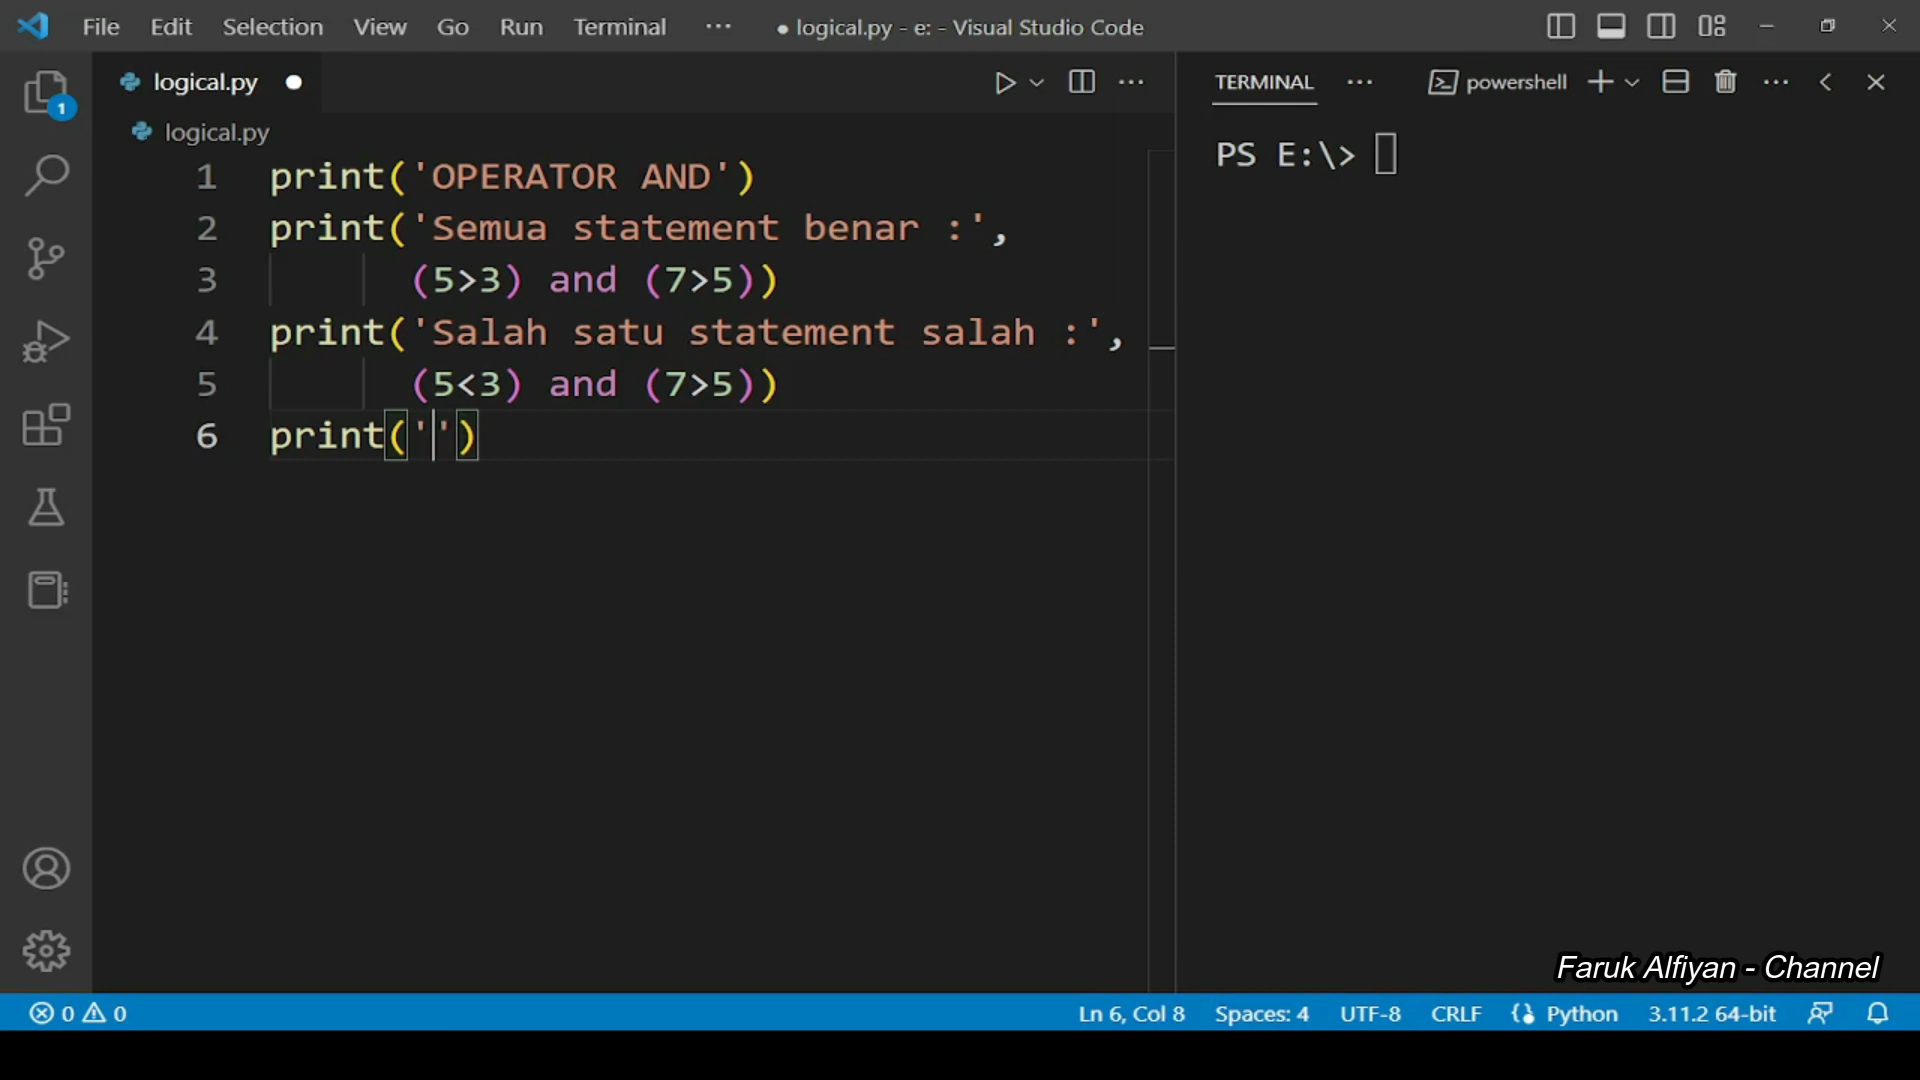 File Edit Selection View Go Run Terminal ··· ● logical.py - e: - Visual Studio Code
logical.py ●
TERMINAL ··· powershell
1
logical.py
PS E:\>
1 print('OPERATOR AND')
2 print('Semua statement benar :',
3 (5>3) and (7>5))
4 print('Salah satu statement salah :',
5 (5<3) and (7>5))
6 print('')
Faruk Alfiyan - Channel
0 0 Ln 6, Col 8 Spaces: 4 UTF-8 CRLF Python 3.11.2 64-bit